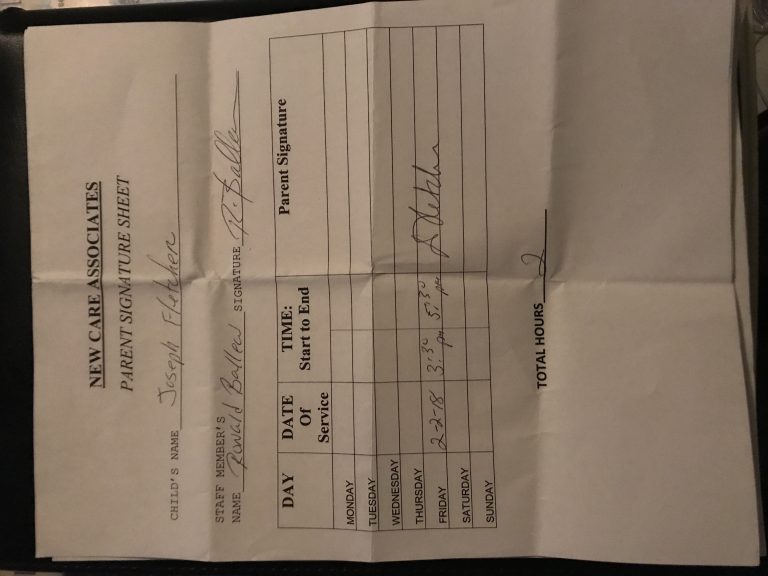 NEW CARE ASSOCIATES
PARENT SIGNATURE SHEET
CHILD'S NAME Joseph Fletcher
STAFF MEMBER'S
NAME Ronald Ballew SIGNATURE R. Ballew
DAY DATE Of Service TIME: Start to End Parent Signature
MONDAY
TUESDAY
WEDNESDAY
THURSDAY
FRIDAY 2-2-18 3:30 pm 5:30 pm
SATURDAY
SUNDAY
TOTAL HOURS 2